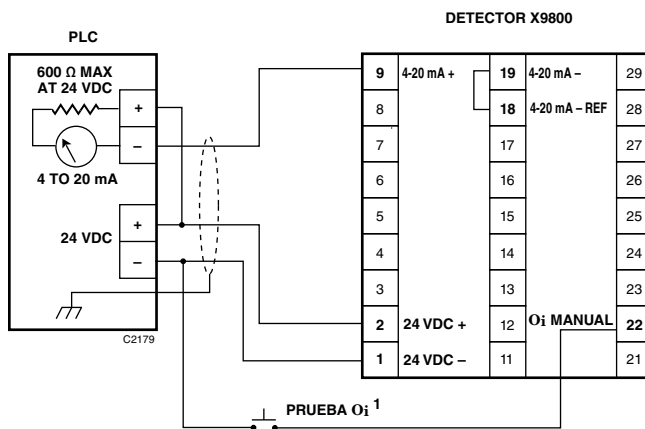 DETECTOR X9800
PLC
600 Ω MAX
AT 24 VDC
+
–
4 TO 20 mA
24 VDC
+
–
C2179
9 4-20 mA + 19 4-20 mA – 29
8 18 4-20 mA – REF 28
7 17 27
6 16 26
5 15 25
4 14 24
3 13 23
2 24 VDC + 12 Oi MANUAL 22
1 24 VDC – 11 21
PRUEBA Oi 1